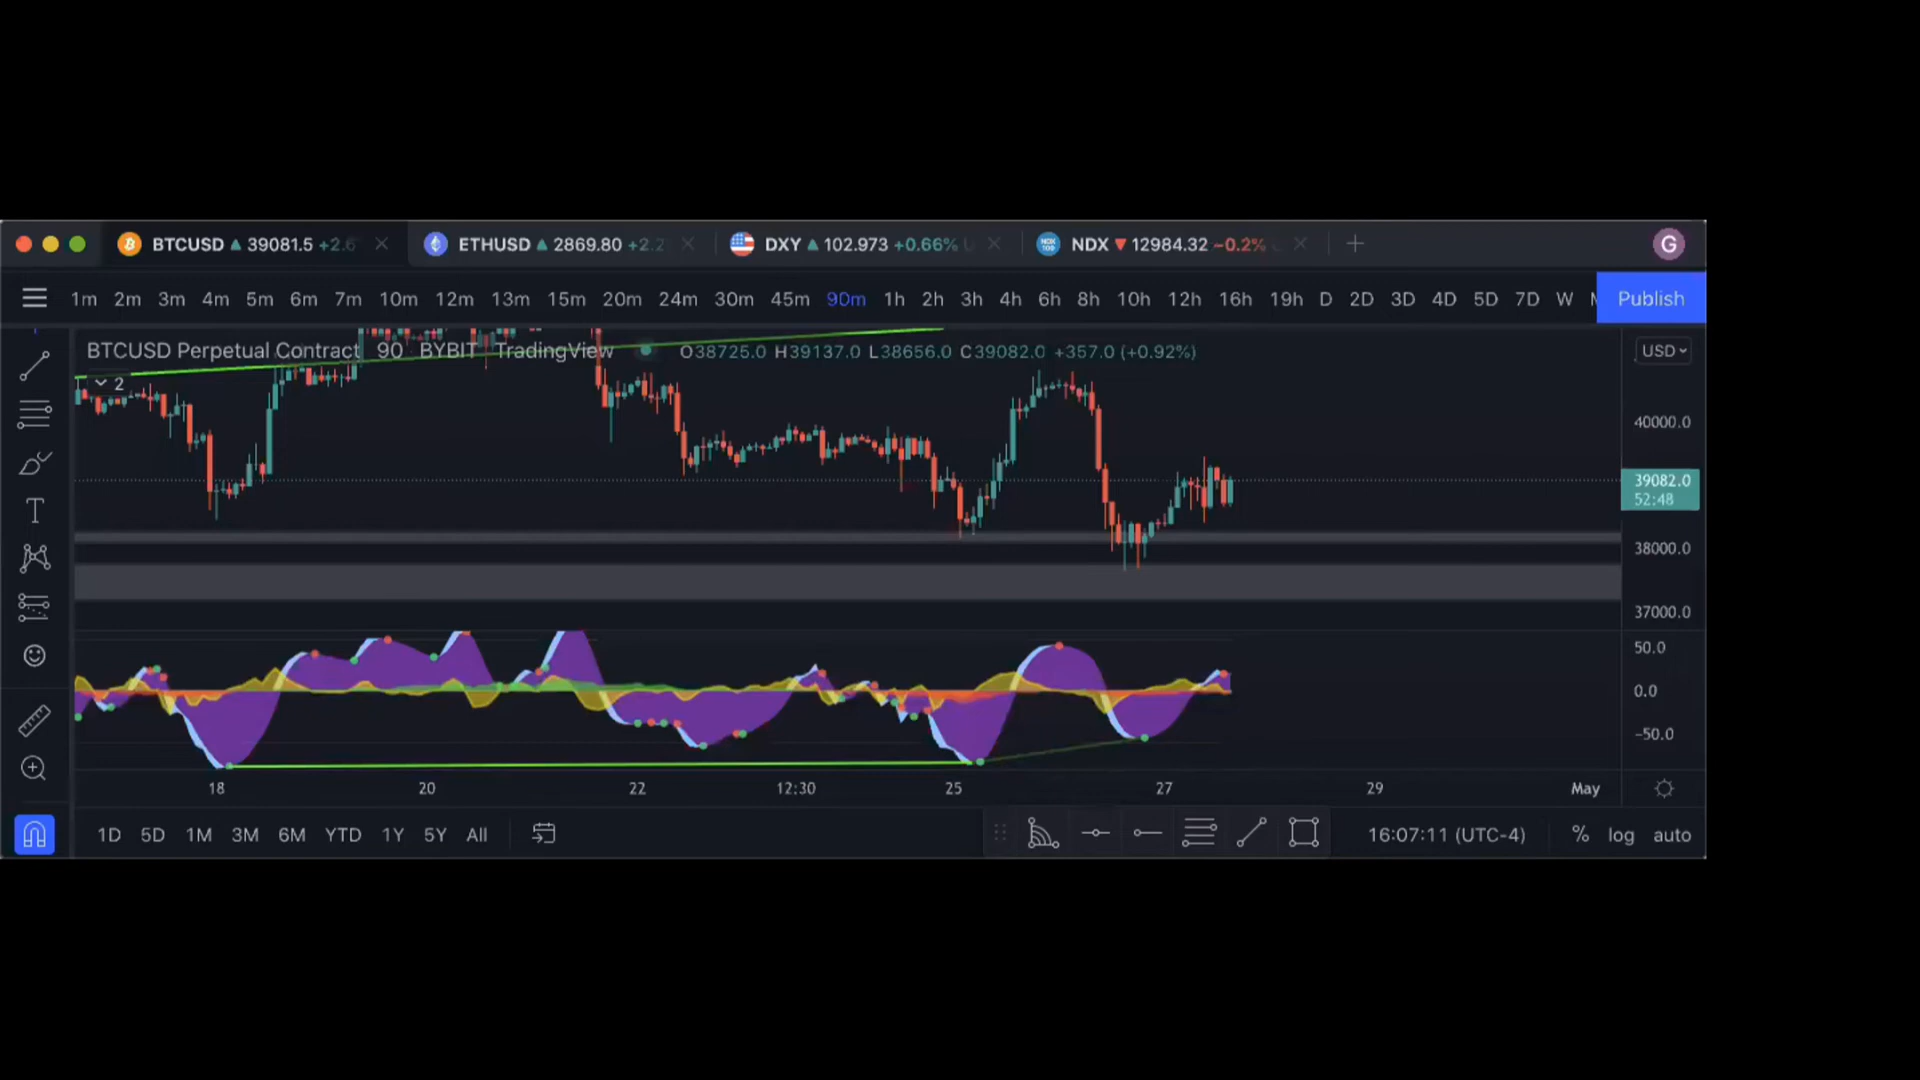 BTCUSD 39081.5 +2.6 ETHUSD 2869.80 +2.2 DXY 102.973 +0.66% NDX 12984.32 −0.2% G
1m 2m 3m 4m 5m 6m 7m 10m 12m 13m 15m 20m 24m 30m 45m 90m 1h 2h 3h 4h 6h 8h 10h 12h 16h 19h D 2D 3D 4D 5D 7D W Publish
BTCUSD Perpetual Contract 90 BYBIT TradingView O38725.0 H39137.0 L38656.0 C39082.0 +357.0 (+0.92%) USD
2
40000.0
39082.0
52:48
38000.0
37000.0
50.0
0.0
−50.0
18 20 22 12:30 25 27 29 May
1D 5D 1M 3M 6M YTD 1Y 5Y All 16:07:11 (UTC-4) % log auto